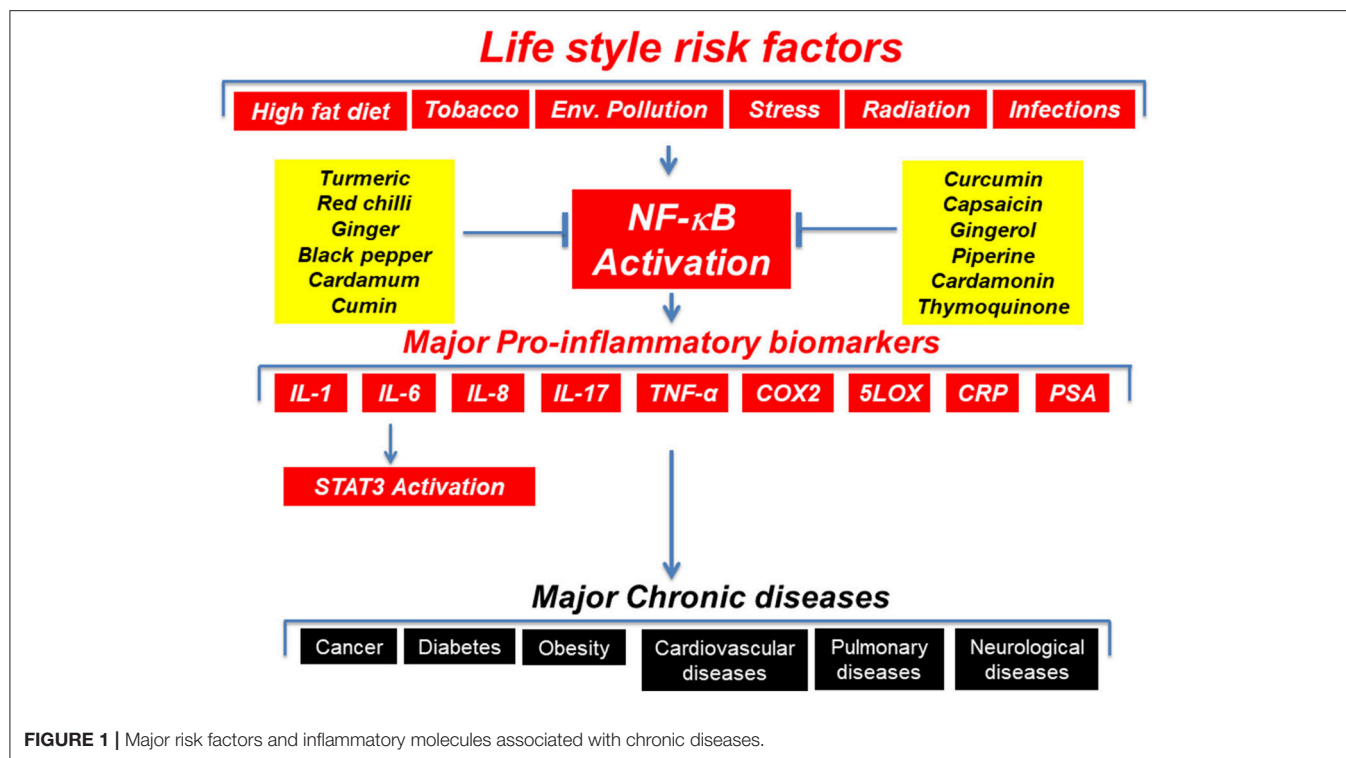 Life style risk factors
High fat diet Tobacco Env. Pollution Stress Radiation Infections
Turmeric
Red chilli
Ginger
Black pepper
Cardamum
Cumin
NF-κB
Activation
Curcumin
Capsaicin
Gingerol
Piperine
Cardamonin
Thymoquinone
Major Pro-inflammatory biomarkers
IL-1 IL-6 IL-8 IL-17 TNF-α COX2 5LOX CRP PSA
STAT3 Activation
Major Chronic diseases
Cancer Diabetes Obesity
Cardiovascular
diseases
Pulmonary
diseases
Neurological
diseases
FIGURE 1 | Major risk factors and inflammatory molecules associated with chronic diseases.